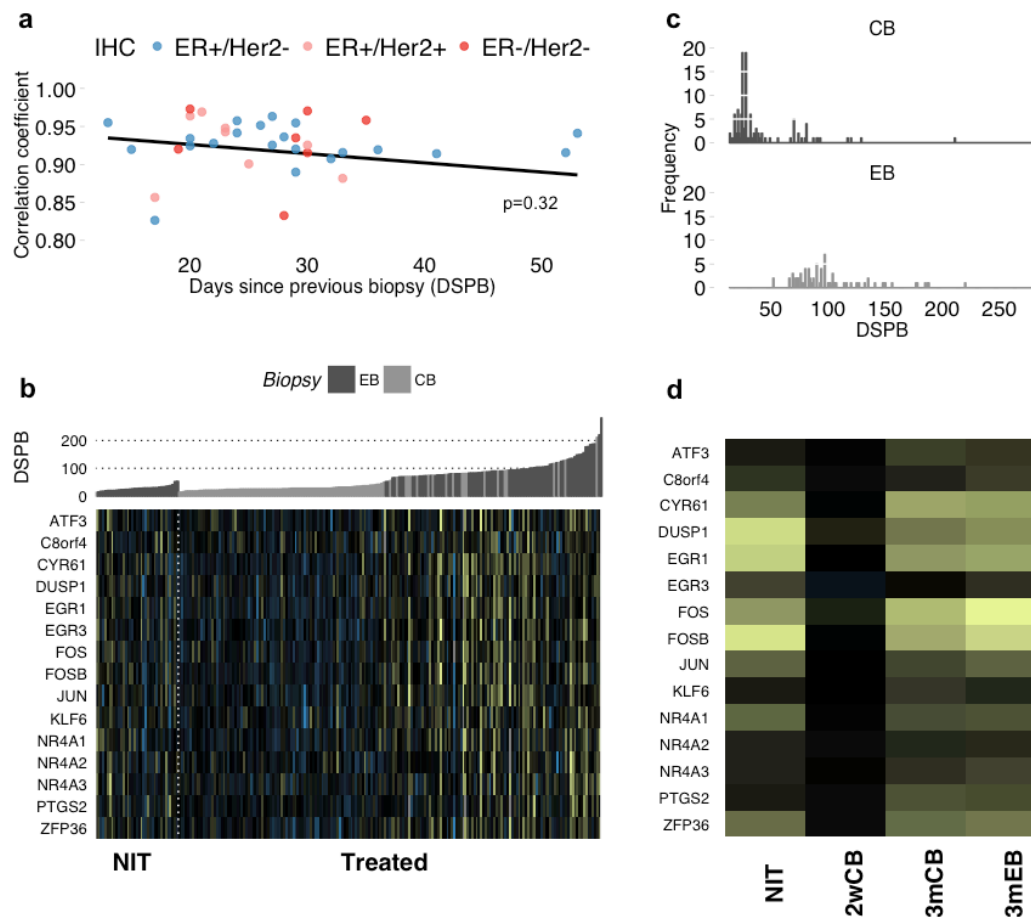 a
IHC ER+/Her2- ER+/Her2+ ER-/Her2-
Correlation coefficient
1.00
0.95
0.90
0.85
0.80
p=0.32
20 30 40 50
Days since previous biopsy (DSPB)
c
CB
20
15
10
5
0
Frequency
EB
20
15
10
5
0
50 100 150 200 250
DSPB
b
Biopsy EB CB
DSPB
200
100
0
ATF3
C8orf4
CYR61
DUSP1
EGR1
EGR3
FOS
FOSB
JUN
KLF6
NR4A1
NR4A2
NR4A3
PTGS2
ZFP36
NIT Treated
d
ATF3
C8orf4
CYR61
DUSP1
EGR1
EGR3
FOS
FOSB
JUN
KLF6
NR4A1
NR4A2
NR4A3
PTGS2
ZFP36
NIT 2wCB 3mCB 3mEB